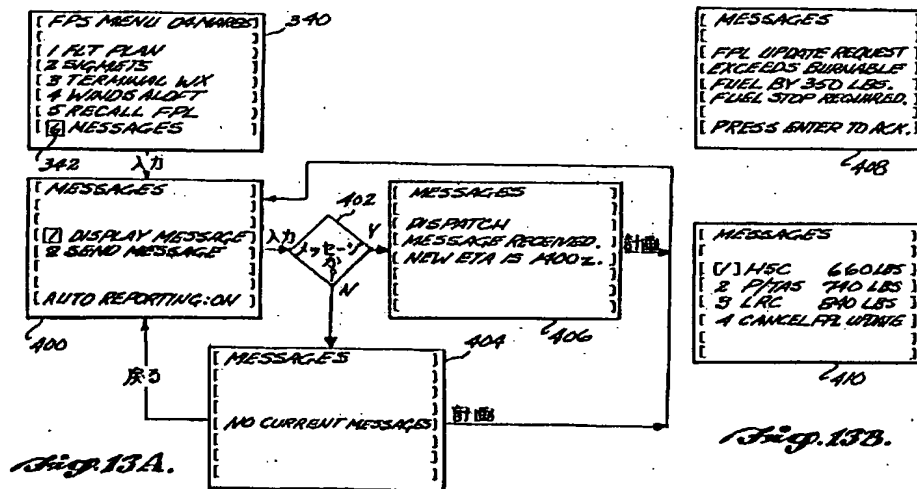 FPS MENU 04MAR85
1 FLT PLAN
2 SIGMETS
3 TERMINAL WX
4 WINDS ALOFT
5 RECALL FPL
6 MESSAGES
340
342
入力
MESSAGES
1 DISPLAY MESSAGE
2 SEND MESSAGE
AUTO REPORTING:ON
400
入力
402
メッセージ
Y
N
MESSAGES
DISPATCH
MESSAGE RECEIVED.
NEW ETA IS 1400Z.
406
計画
MESSAGES
NO CURRENT MESSAGES
404
戻る
計画
Fig.13A.
MESSAGES
FPL UPDATE REQUEST
EXCEEDS BURNABLE
FUEL BY 350 LBS.
FUEL STOP REQUIRED.
PRESS ENTER TO ACK.
408
MESSAGES
[1] HSC 660 LBS
2 P/TAS 740 LBS
3 LRC 840 LBS
4 CANCEL FPL UPDATE
410
Fig.13B.